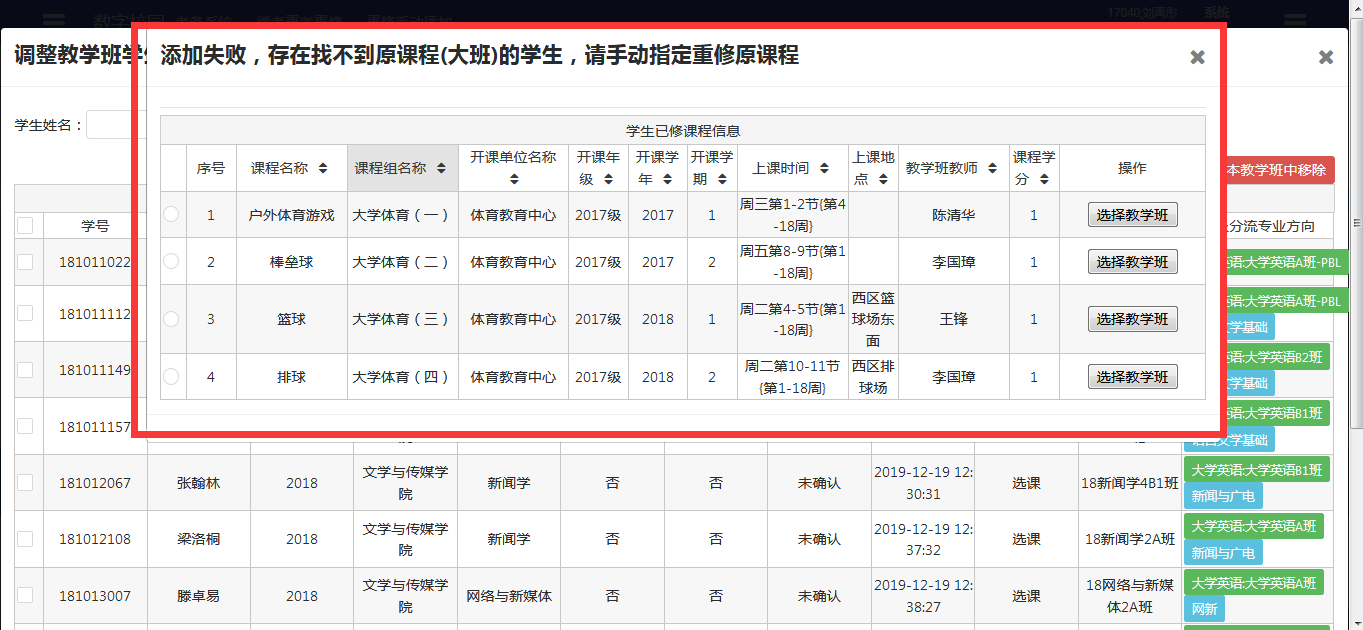 17040刘雨彤 系统
数字校园
调整教学班学生
添加失败，存在找不到原课程(大班)的学生，请手动指定重修原课程
学生姓名：
本教学班中移除
学生已修课程信息
序号 课程名称 课程组名称 开课单位名称 开课年级 开课学年 开课学期 上课时间 上课地点 教学班教师 课程学分 操作
1 户外体育游戏 大学体育（一） 体育教育中心 2017级 2017 1 周三第1-2节{第4-18周} 陈清华 1 选择教学班
2 棒垒球 大学体育（二） 体育教育中心 2017级 2017 2 周五第8-9节{第1-18周} 李国璋 1 选择教学班
3 篮球 大学体育（三） 体育教育中心 2017级 2018 1 周二第4-5节{第1-18周} 西区篮球场东面 王锋 1 选择教学班
4 排球 大学体育（四） 体育教育中心 2017级 2018 2 周二第10-11节{第1-18周} 西区排球场 李国璋 1 选择教学班
学号 分流专业方向
181011022 英语:大学英语A班-PBL
181011112 英语:大学英语A班-PBL
文学基础
181011149 英语:大学英语B2班
文学基础
181011157 英语:大学英语B1班
语言文学基础
181012067 张翰林 2018 文学与传媒学院 新闻学 否 否 未确认 2019-12-19 12:30:31 选课 18新闻学4B1班 大学英语:大学英语B1班
新闻与广电
181012108 梁洛桐 2018 文学与传媒学院 新闻学 否 否 未确认 2019-12-19 12:37:32 选课 18新闻学2A班 大学英语:大学英语A班
新闻与广电
181013007 滕卓易 2018 文学与传媒学院 网络与新媒体 否 否 未确认 2019-12-19 12:38:27 选课 18网络与新媒体2A班 大学英语:大学英语A班
网新